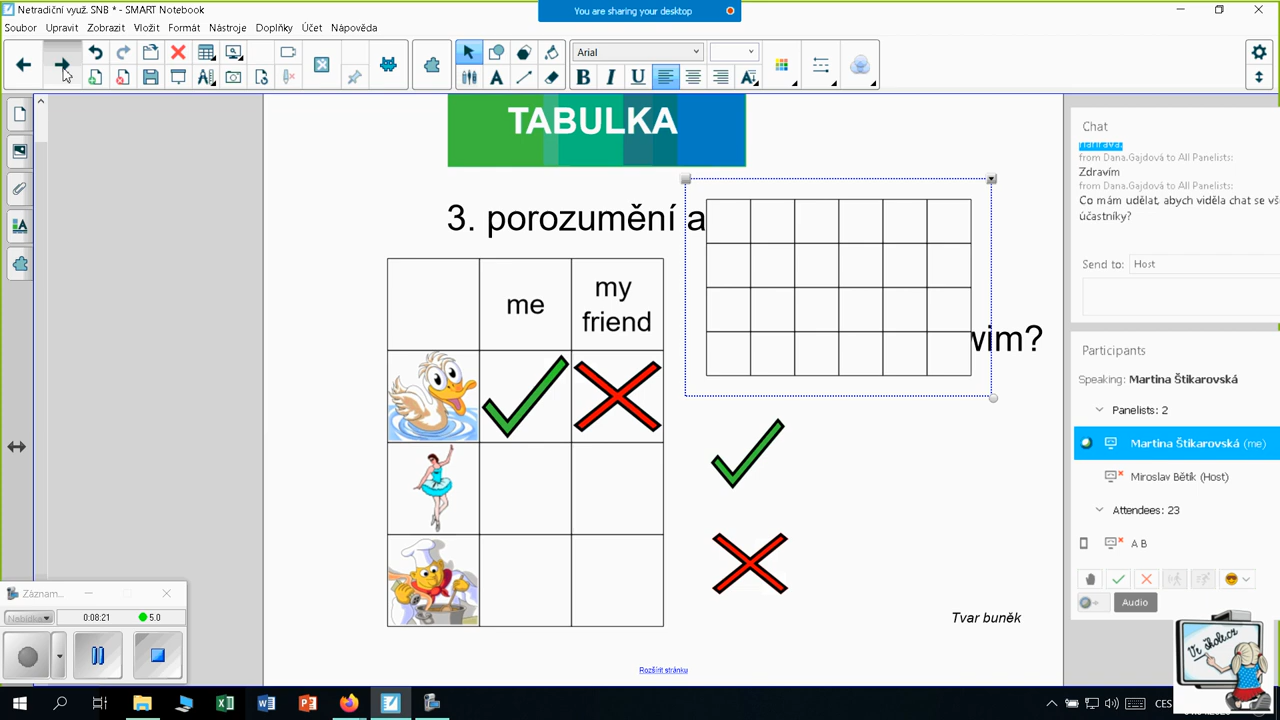 Netradiční využ. SNB * - SMART Notebook
You are sharing your desktop
Soubor Upravit Zobrazit Vložit Formát Nástroje Doplňky Účet Nápověda
Arial
B I U
TABULKA
3. porozumění a
wim?
me
my
friend
Tvar buněk
Rozšířit stránku
Chat
from Dana.Gajdová to All Panelists:
Zdravím
from Dana.Gajdová to All Panelists:
Co mám udělat, abych viděla chat se vš
účastníky?
Send to: Host
Participants
Speaking: Martina Štikarovská
Panelists: 2
Martina Štikarovská (me)
Miroslav Bětík (Host)
Attendees: 23
A B
Audio
Záznam...
Nabídka
0:08:21
5.0
Ve škole.cz
CES